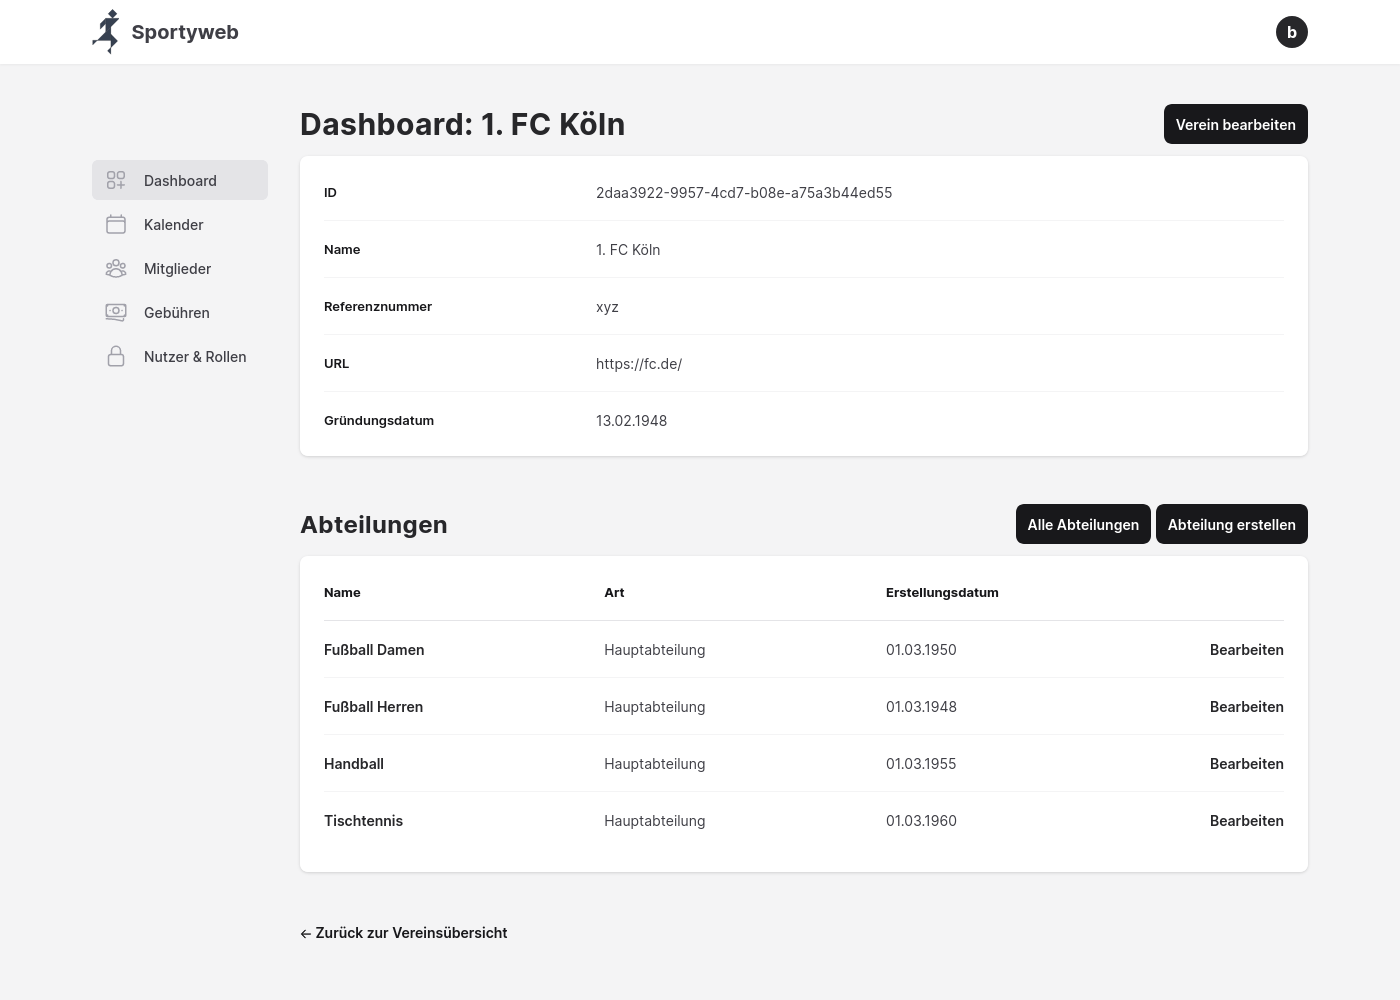 Sportyweb
b
Dashboard
Kalender
Mitglieder
Gebühren
Nutzer & Rollen
Dashboard: 1. FC Köln
Verein bearbeiten
ID 2daa3922-9957-4cd7-b08e-a75a3b44ed55
Name 1. FC Köln
Referenznummer xyz
URL https://fc.de/
Gründungsdatum 13.02.1948
Abteilungen
Alle Abteilungen Abteilung erstellen
Name Art Erstellungsdatum
Fußball Damen Hauptabteilung 01.03.1950 Bearbeiten
Fußball Herren Hauptabteilung 01.03.1948 Bearbeiten
Handball Hauptabteilung 01.03.1955 Bearbeiten
Tischtennis Hauptabteilung 01.03.1960 Bearbeiten
← Zurück zur Vereinsübersicht